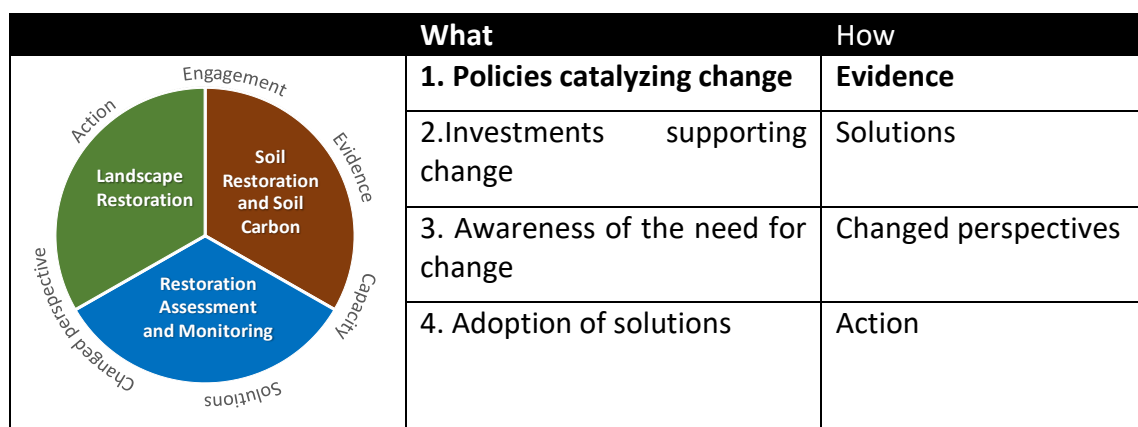 What How
Engagement
Action
Evidence
Landscape
Restoration
Soil
Restoration
and Soil
Carbon
Restoration
Assessment
and Monitoring
Changed perspective
Capacity
Solutions
1. Policies catalyzing change Evidence
2.Investments supporting Solutions
change
3. Awareness of the need for Changed perspectives
change
4. Adoption of solutions Action